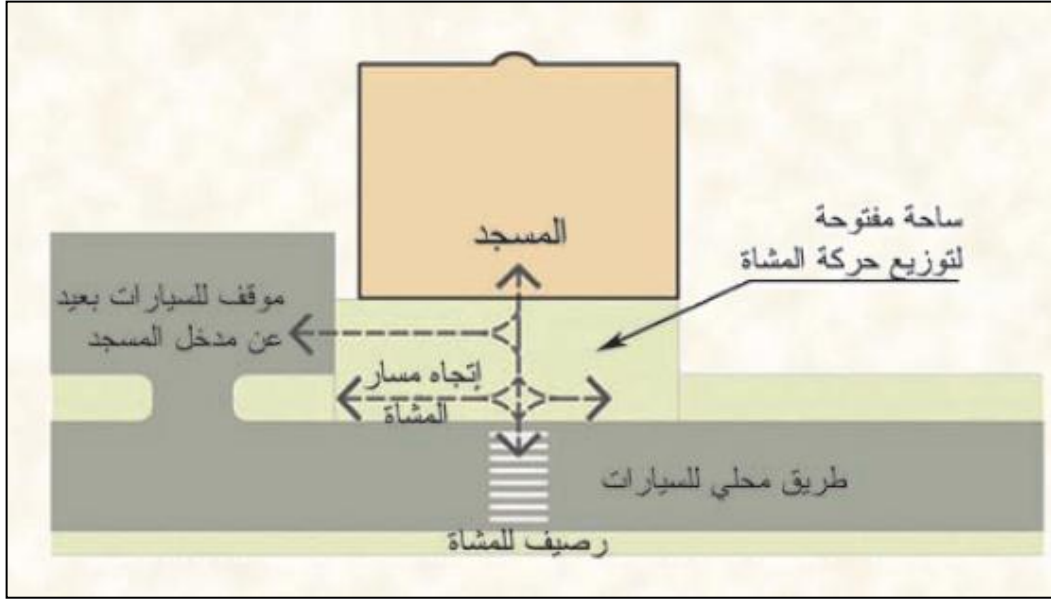 ساحة مفتوحة
لتوزيع حركة المشاة
المسجد
موقف للسيارات بعيد
عن مدخل المسجد
إتجاه مسار
المشاة
طريق محلي للسيارات
رصيف للمشاة